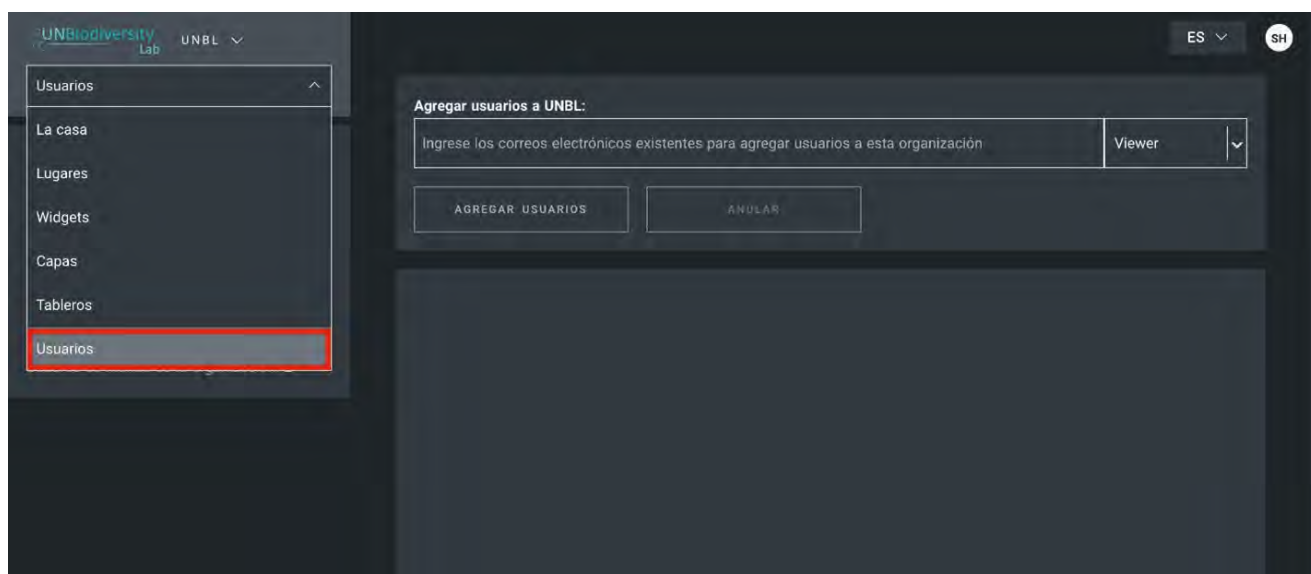 UNBiodiversity
Lab
UNBL
ES
SH
Usuarios
La casa
Lugares
Widgets
Capas
Tableros
Usuarios
Agregar usuarios a UNBL:
Ingrese los correos electrónicos existentes para agregar usuarios a esta organización
Viewer
AGREGAR USUARIOS
ANULAR